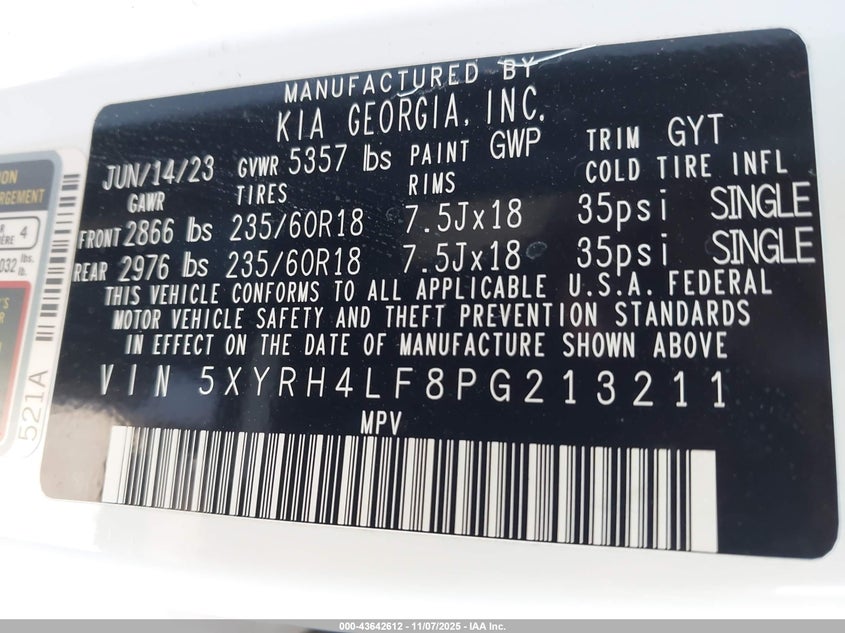 MANUFACTURED BY
KIA GEORGIA, INC.
JUN/14/23 GVWR 5357 lbs PAINT GWP TRIM GYT
GAWR TIRES RIMS COLD TIRE INFL
FRONT 2866 lbs 235/60R18 7.5Jx18 35psi SINGLE
REAR 2976 lbs 235/60R18 7.5Jx18 35psi SINGLE
THIS VEHICLE CONFORMS TO ALL APPLICABLE U.S.A. FEDERAL
MOTOR VEHICLE SAFETY AND THEFT PREVENTION STANDARDS
IN EFFECT ON THE DATE OF MANUFACTURE SHOWN ABOVE
VIN 5XYRH4LF8PG213211
MPV
4
lbs.
521A
000-43642612 - 11/07/2025 - IAA Inc.